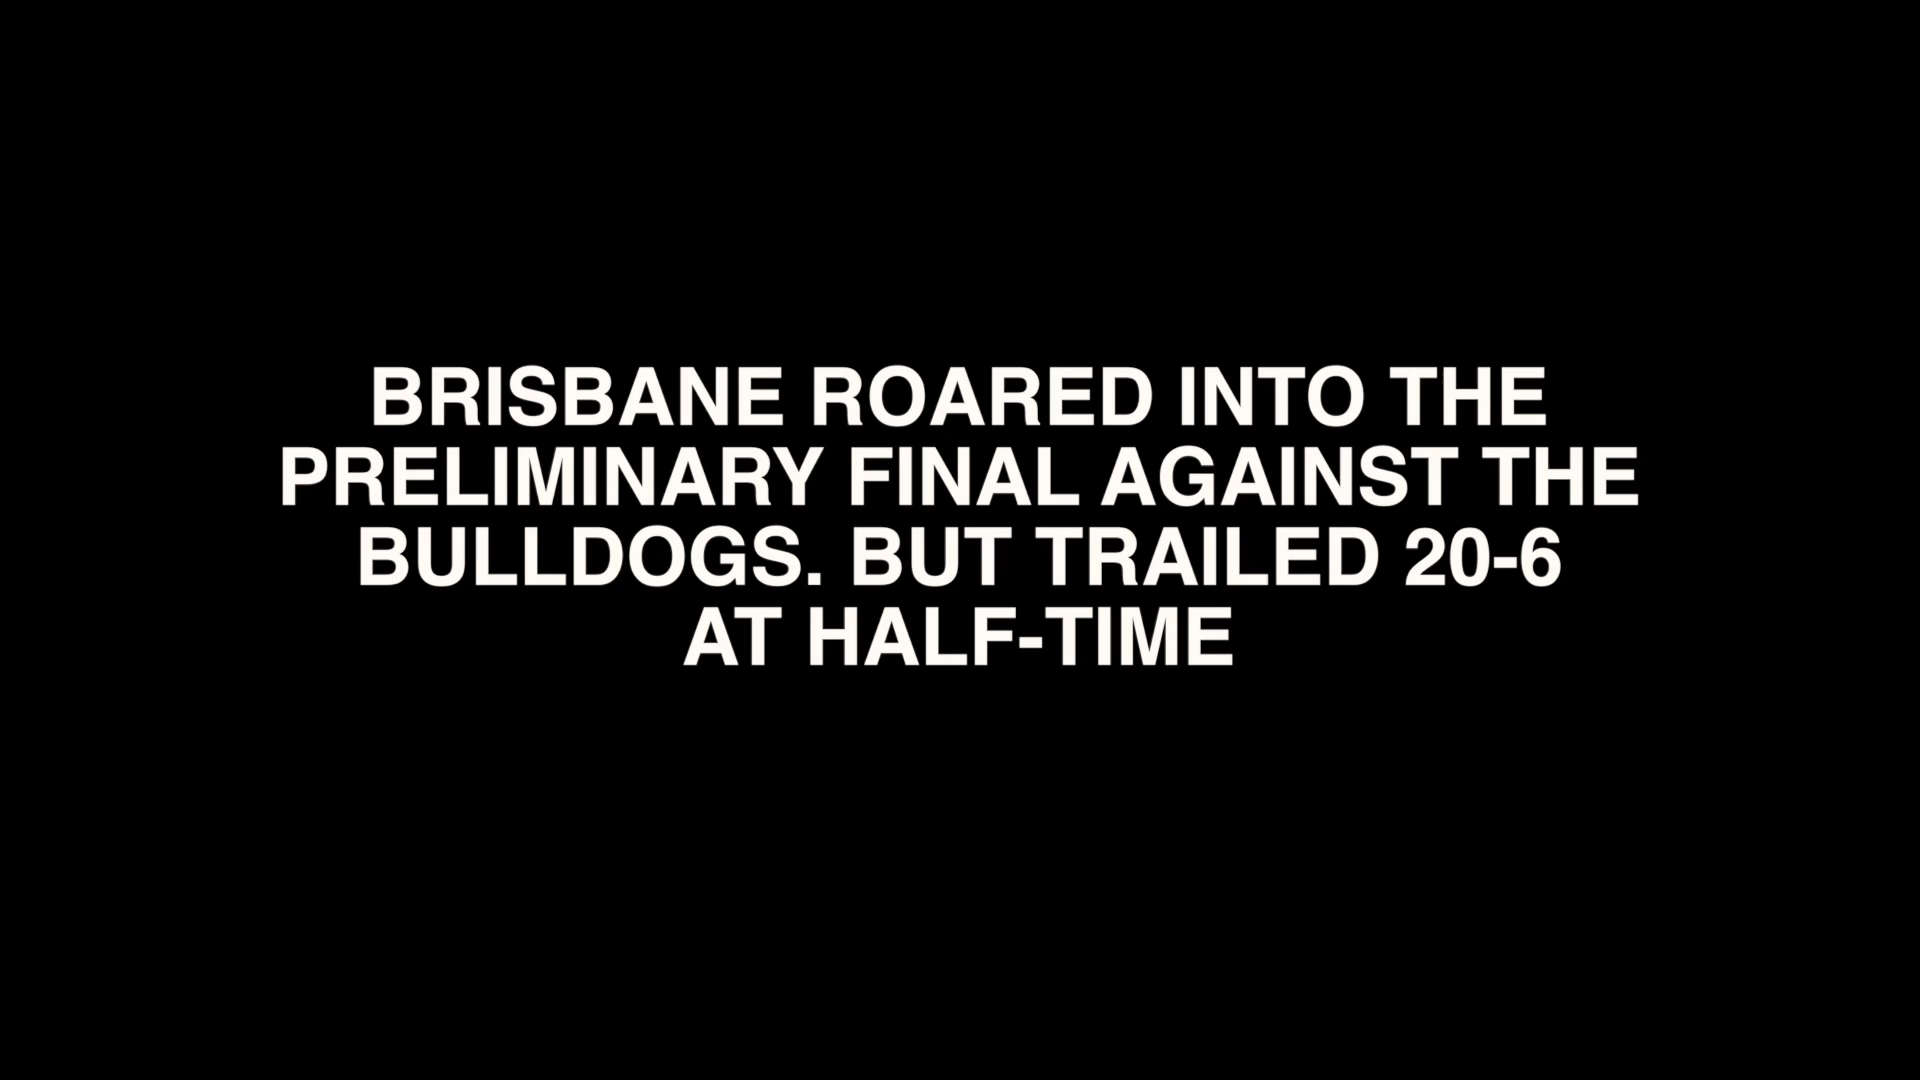 BRISBANE ROARED INTO THE
PRELIMINARY FINAL AGAINST THE
BULLDOGS. BUT TRAILED 20-6
AT HALF-TIME